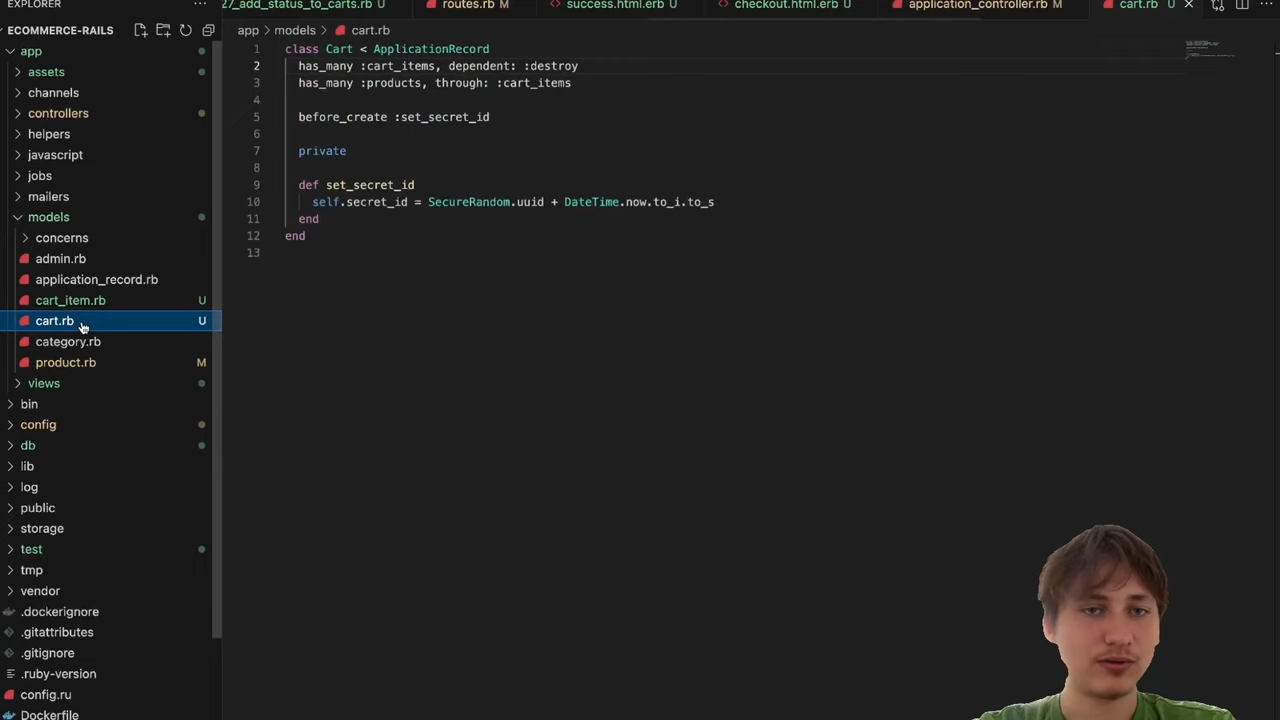 EXPLORER
···
27_add_status_to_carts.rb U
routes.rb M
success.html.erb U
checkout.html.erb U
application_controller.rb M
cart.rb U
ECOMMERCE-RAILS
app
assets
channels
controllers
helpers
javascript
jobs
mailers
models
concerns
admin.rb
application_record.rb
cart_item.rb U
cart.rb U
category.rb
product.rb M
views
bin
config
db
lib
log
public
storage
test
tmp
vendor
.dockerignore
.gitattributes
.gitignore
.ruby-version
config.ru
Dockerfile
app > models > cart.rb
1 class Cart < ApplicationRecord
2 has_many :cart_items, dependent: :destroy
3 has_many :products, through: :cart_items
4
5 before_create :set_secret_id
6
7 private
8
9 def set_secret_id
10 self.secret_id = SecureRandom.uuid + DateTime.now.to_i.to_s
11 end
12 end
13